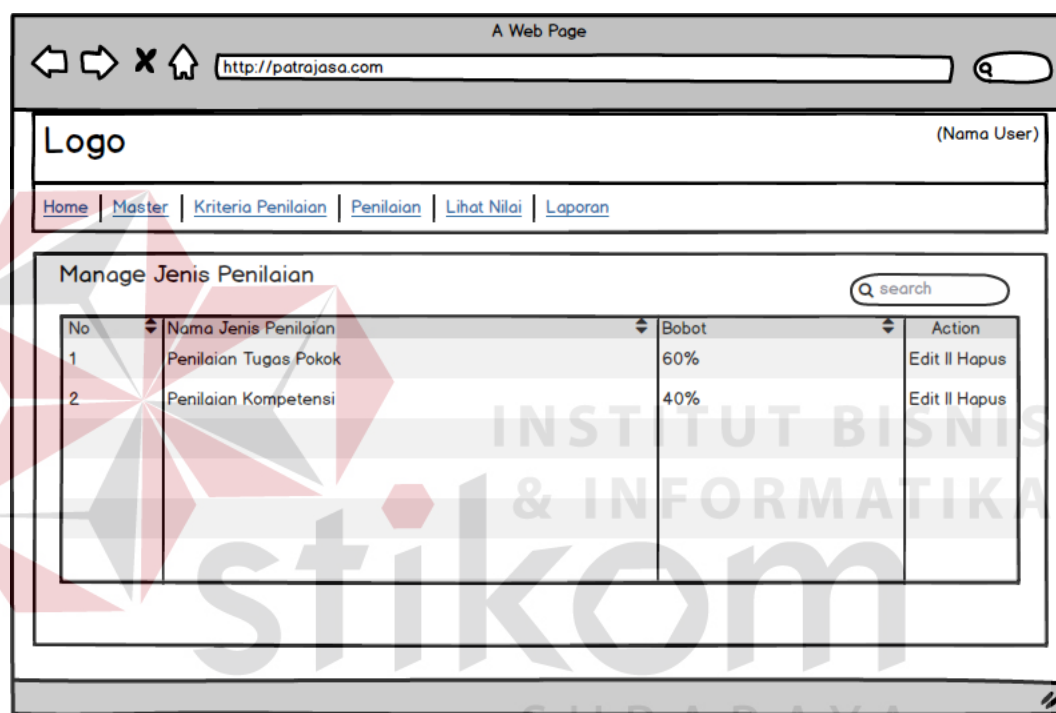 A Web Page
http://patrajasa.com
Logo
(Nama User)
Home | Master | Kriteria Penilaian | Penilaian | Lihat Nilai | Laporan
Manage Jenis Penilaian
search
No Nama Jenis Penilaian Bobot Action
1 Penilaian Tugas Pokok 60% Edit || Hapus
2 Penilaian Kompetensi 40% Edit || Hapus
INSTITUT BISNIS
& INFORMATIKA
stikom
SURABAYA